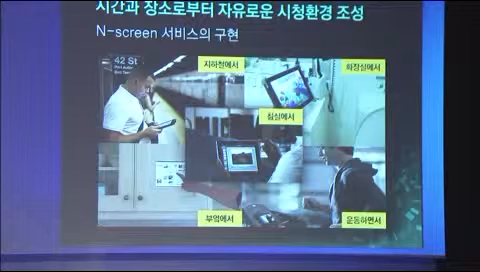 시간과 장소로부터 자유로운 시청환경 조성
N-screen 서비스의 구현
42 St
지하철에서
화장실에서
침실에서
부엌에서
운동하면서